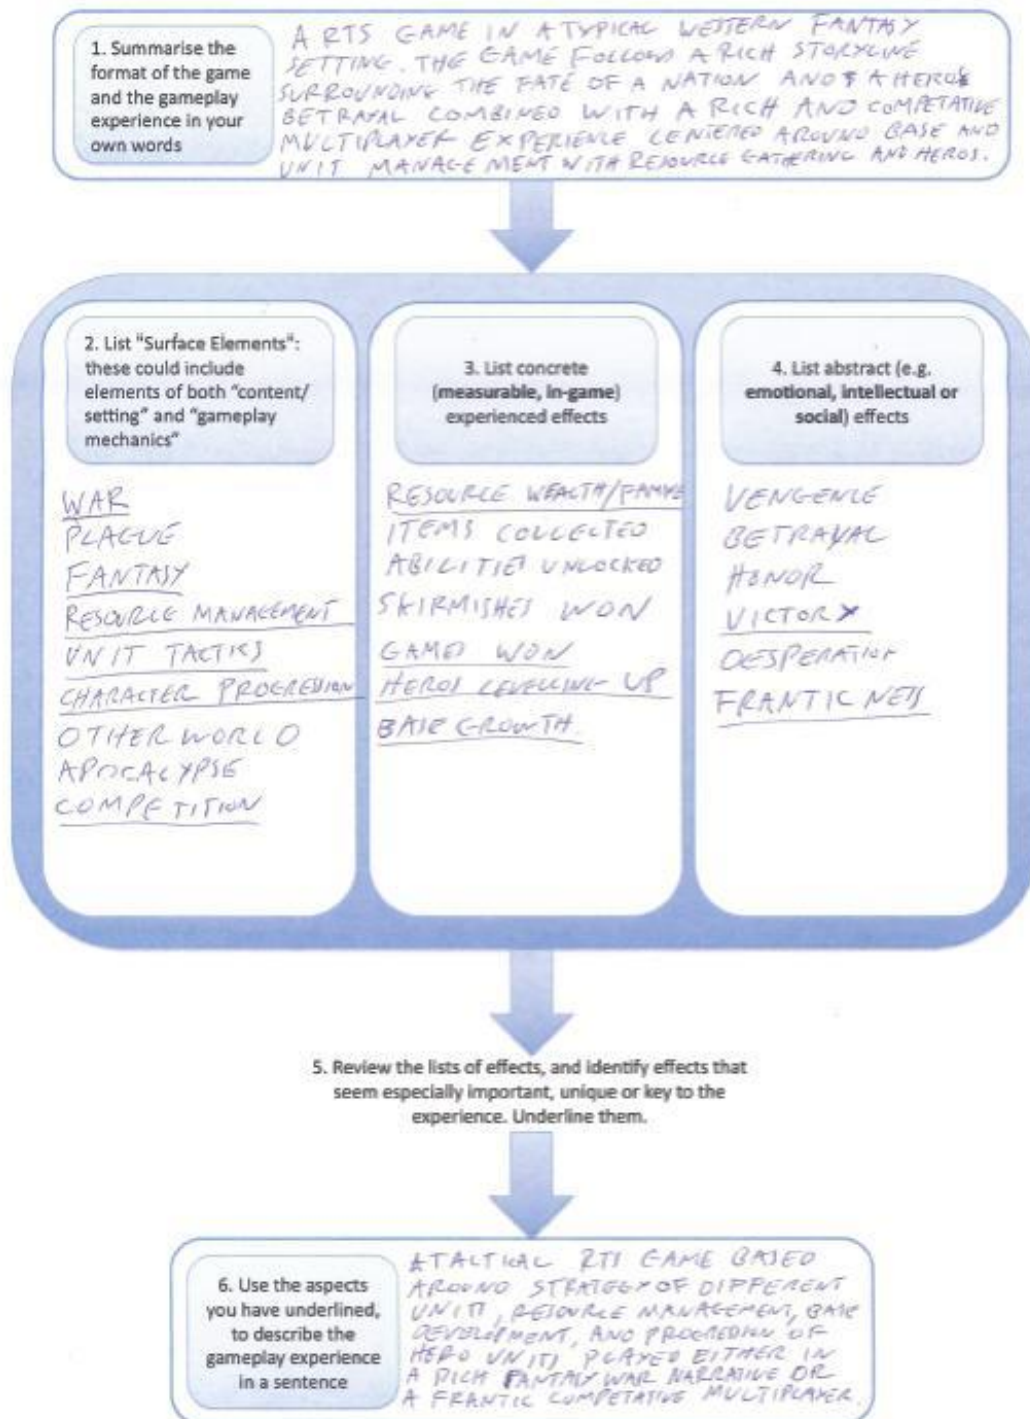 1. Summarise the
format of the game
and the gameplay
experience in your
own words
A RTS GAME IN A TYPICAL WESTERN FANTASY
SETTING. THE GAME FOLLOWS A RICH STORYLINE
SURROUNDING THE FATE OF A NATION AND A HEROS
BETRAYAL COMBINED WITH A RICH AND COMPETATIVE
MULTIPLAYER EXPERIENCE CENTERED AROUND BASE AND
UNIT MANAGEMENT WITH RESOURCE GATHERING AND HEROS.
2. List "Surface Elements":
these could include
elements of both "content/
setting" and "gameplay
mechanics"
WAR
PLAGUE
FANTASY
RESOURCE MANAGEMENT
UNIT TACTICS
CHARACTER PROGRESSION
OTHER WORLD
APOCALYPSE
COMPETITION
3. List concrete
(measurable, in-game)
experienced effects
RESOURCE WEALTH/FAMINE
ITEMS COLLECTED
ABILITIES UNLOCKED
SKIRMISHES WON
GAMES WON
HEROS LEVELLING UP
BASE GROWTH.
4. List abstract (e.g.
emotional, intellectual or
social) effects
VENGENCE
BETRAYAL
HONOR
VICTORY
DESPERATION
FRANTICNESS
5. Review the lists of effects, and identify effects that
seem especially important, unique or key to the
experience. Underline them.
6. Use the aspects
you have underlined,
to describe the
gameplay experience
in a sentence
A TACTICAL RTS GAME BASED
AROUND STRATEGY OF DIFFERENT
UNITS, RESOURCE MANAGEMENT, BASE
DEVELOPMENT, AND PROGRESSION OF
HERO UNITS PLAYED EITHER IN
A RICH FANTASY WAR NARRATIVE OR
A FRANTIC COMPETATIVE MULTIPLAYER.